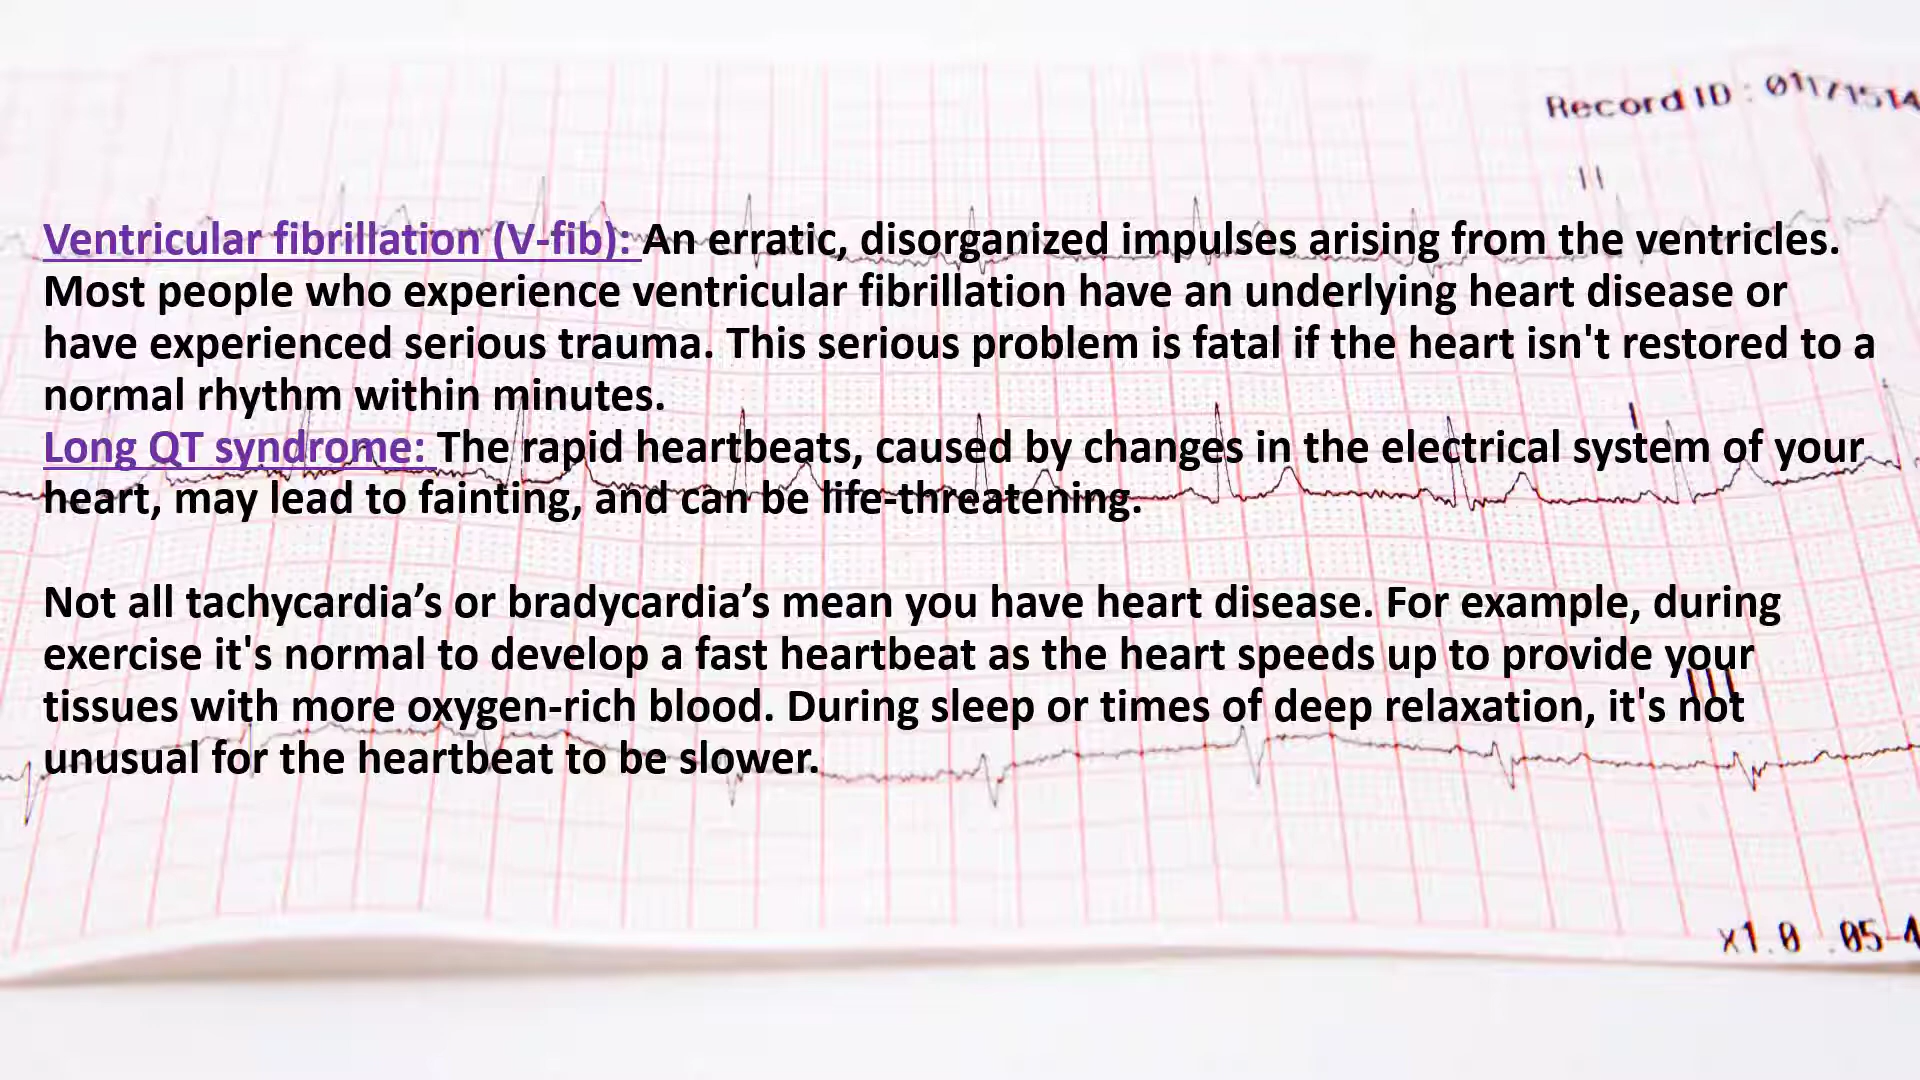 Record ID : 01171514
II
Ventricular fibrillation (V-fib): An erratic, disorganized impulses arising from the ventricles.
Most people who experience ventricular fibrillation have an underlying heart disease or
have experienced serious trauma. This serious problem is fatal if the heart isn't restored to a
normal rhythm within minutes.
Long QT syndrome: The rapid heartbeats, caused by changes in the electrical system of your
heart, may lead to fainting, and can be life-threatening.
Not all tachycardia’s or bradycardia’s mean you have heart disease. For example, during
exercise it's normal to develop a fast heartbeat as the heart speeds up to provide your
III
tissues with more oxygen-rich blood. During sleep or times of deep relaxation, it's not
unusual for the heartbeat to be slower.
x1.0 .05-4